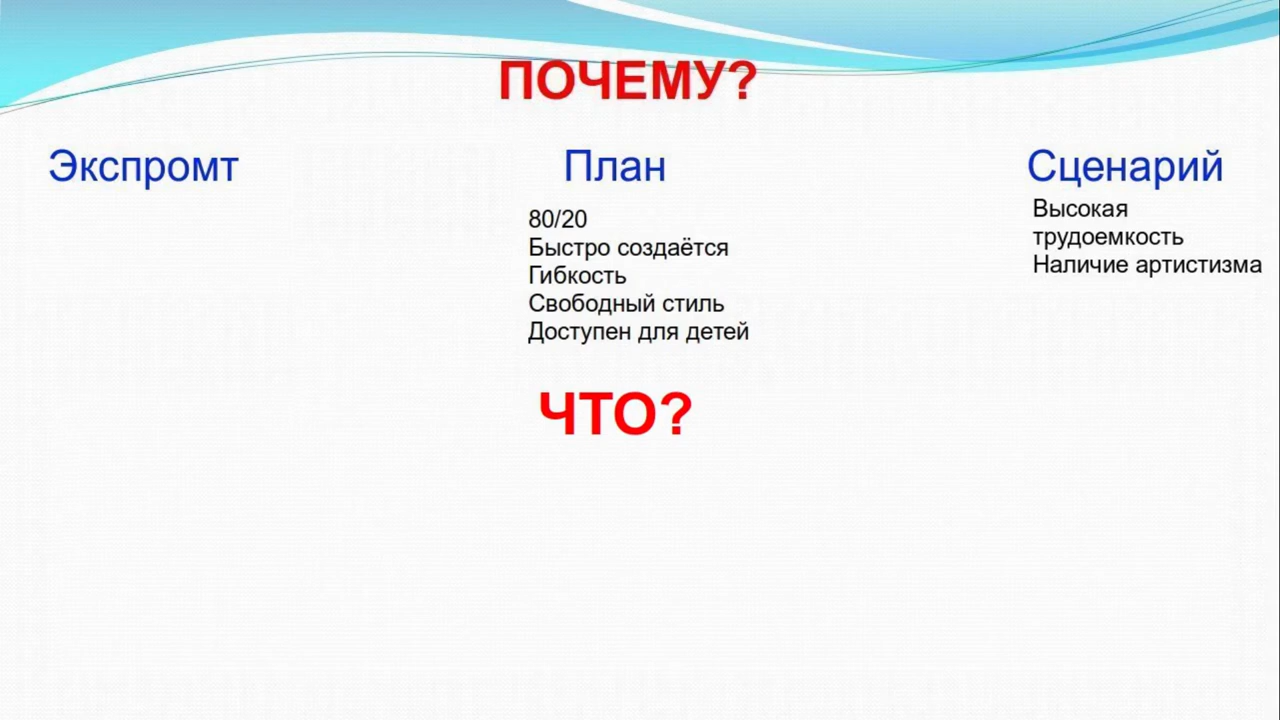 ПОЧЕМУ?
Экспромт
План
Сценарий
80/20
Быстро создаётся
Гибкость
Свободный стиль
Доступен для детей
Высокая
трудоемкость
Наличие артистизма
ЧТО?